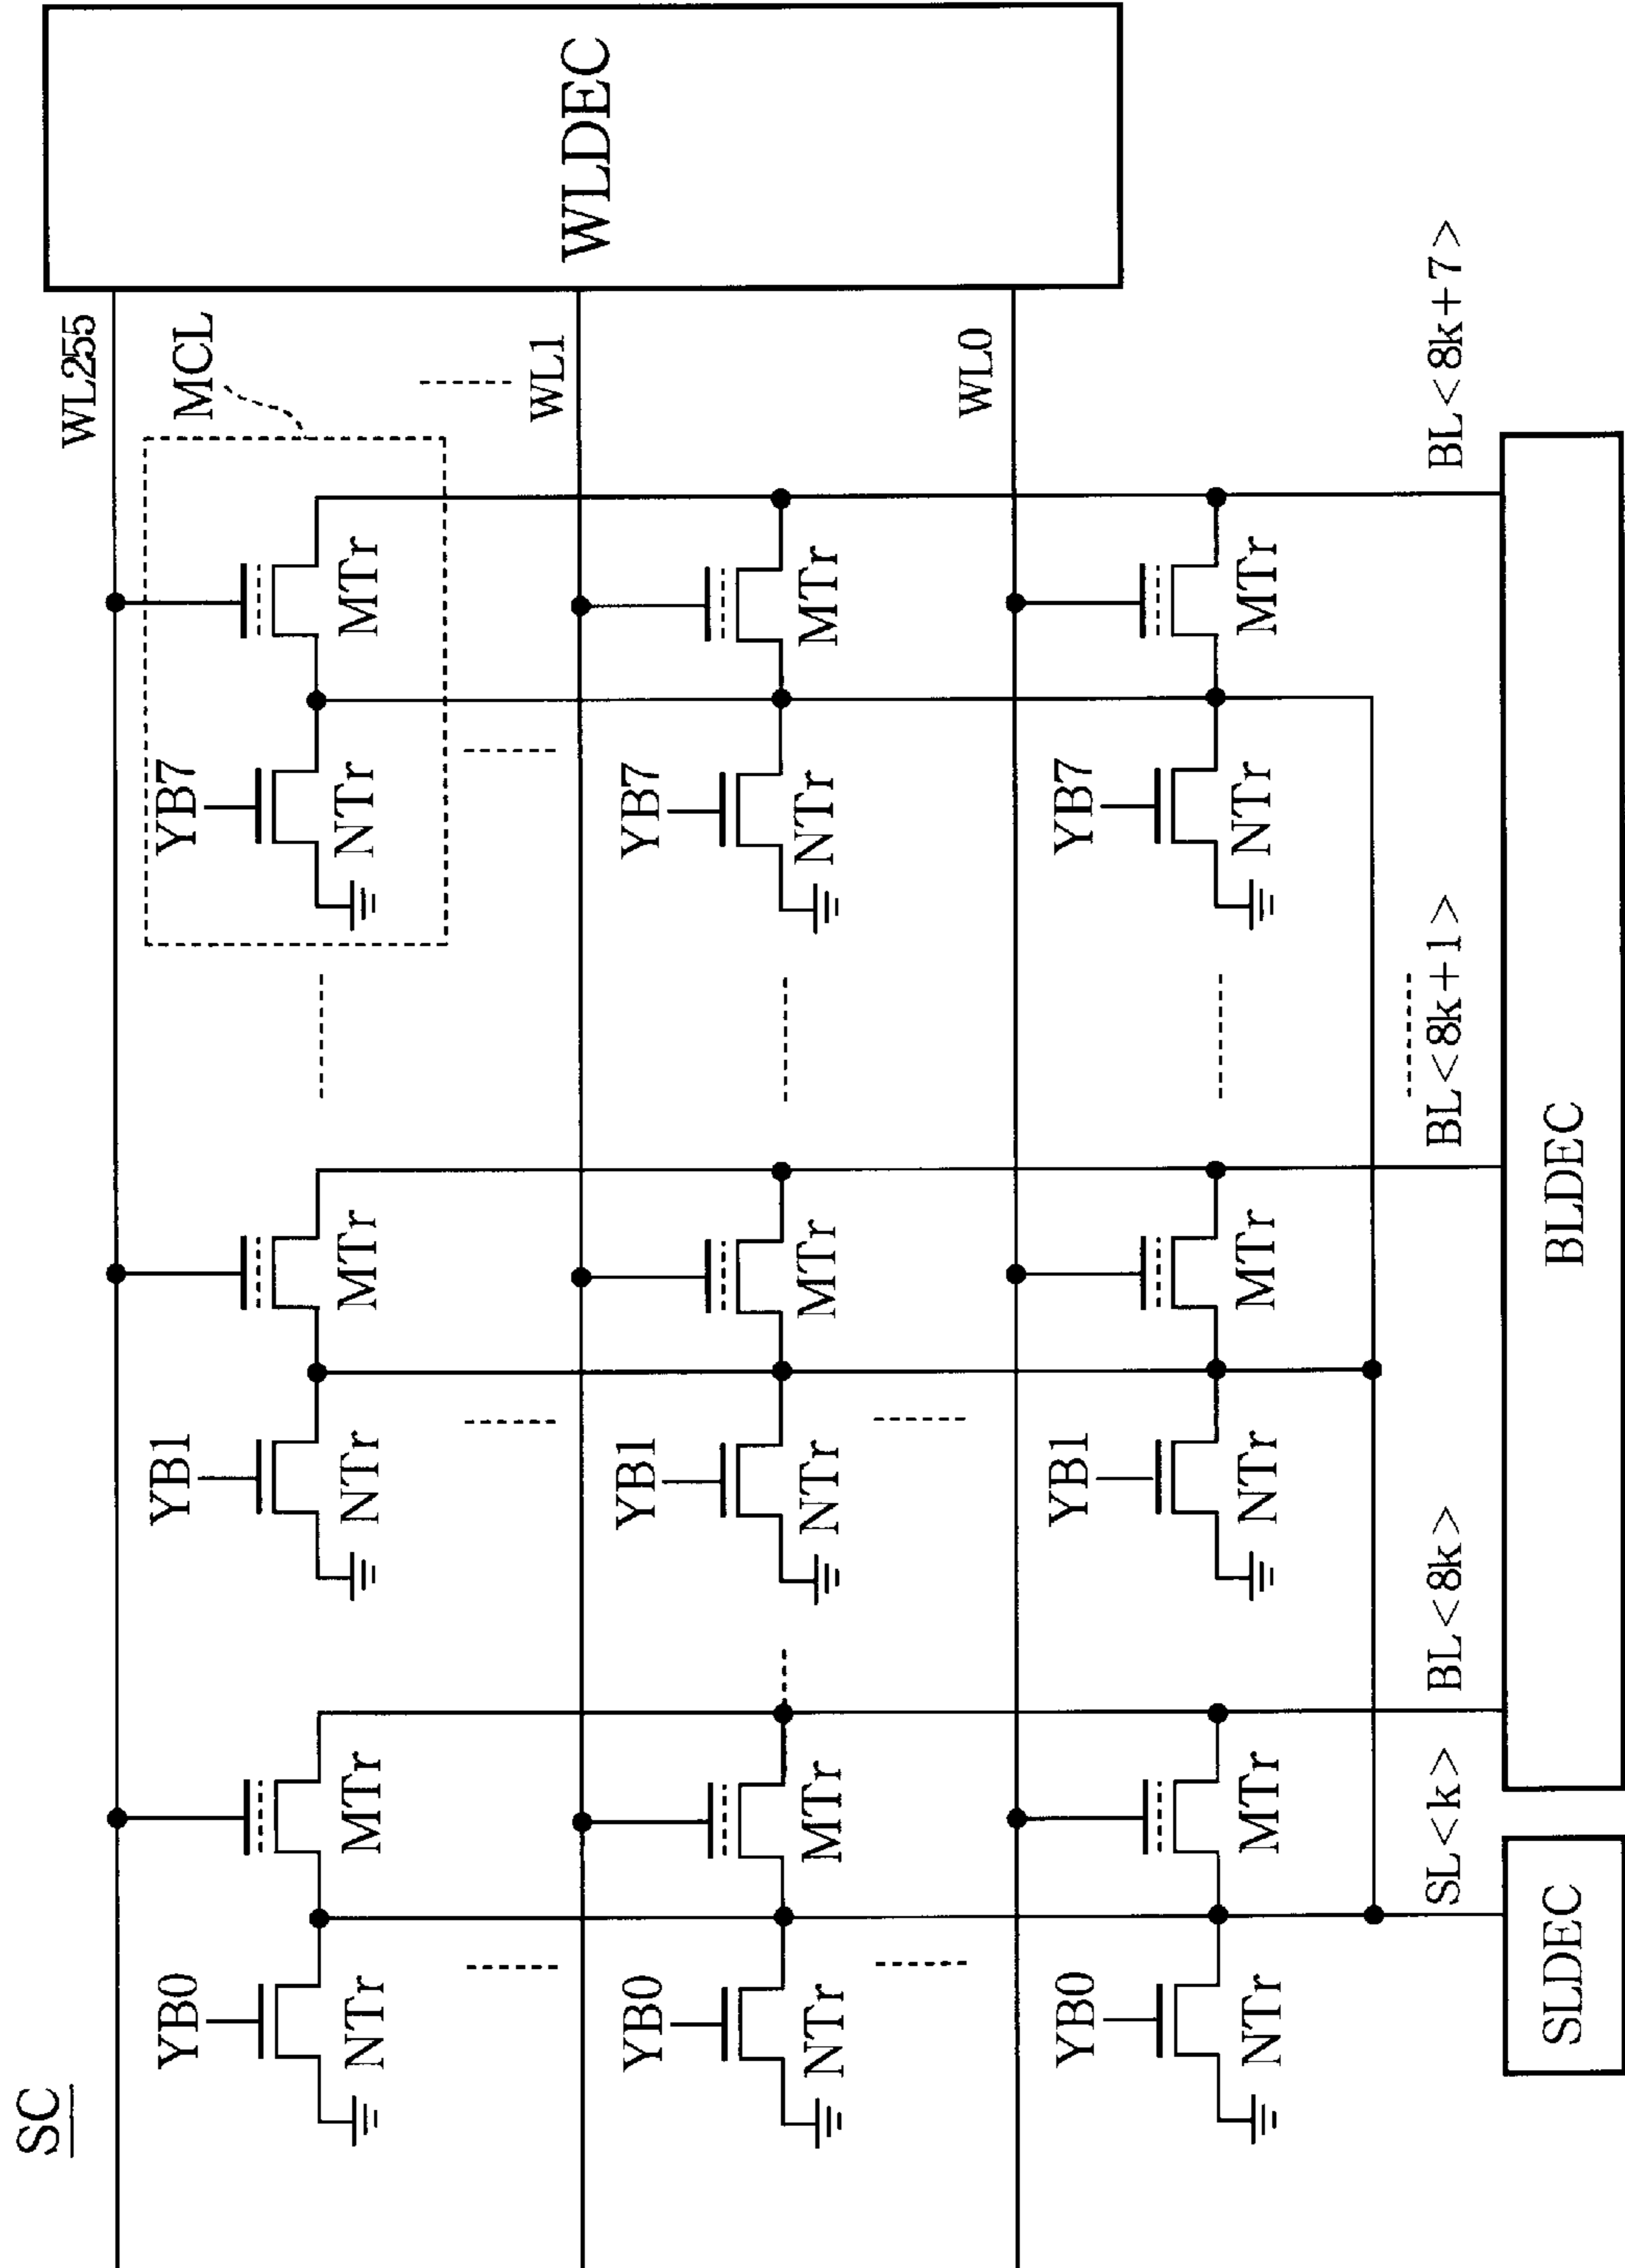 SC
WL255
YB0
YB1
YB7
MCL
NTr
MTr
NTr
MTr
NTr
MTr
WL1
WLDEC
YB0
YB1
YB7
NTr
MTr
NTr
MTr
NTr
MTr
WL0
YB0
YB1
YB7
NTr
MTr
NTr
MTr
NTr
MTr
SL<k>
BL<8k>
BL<8k+1>
BL<8k+7>
SLDEC
BLDEC